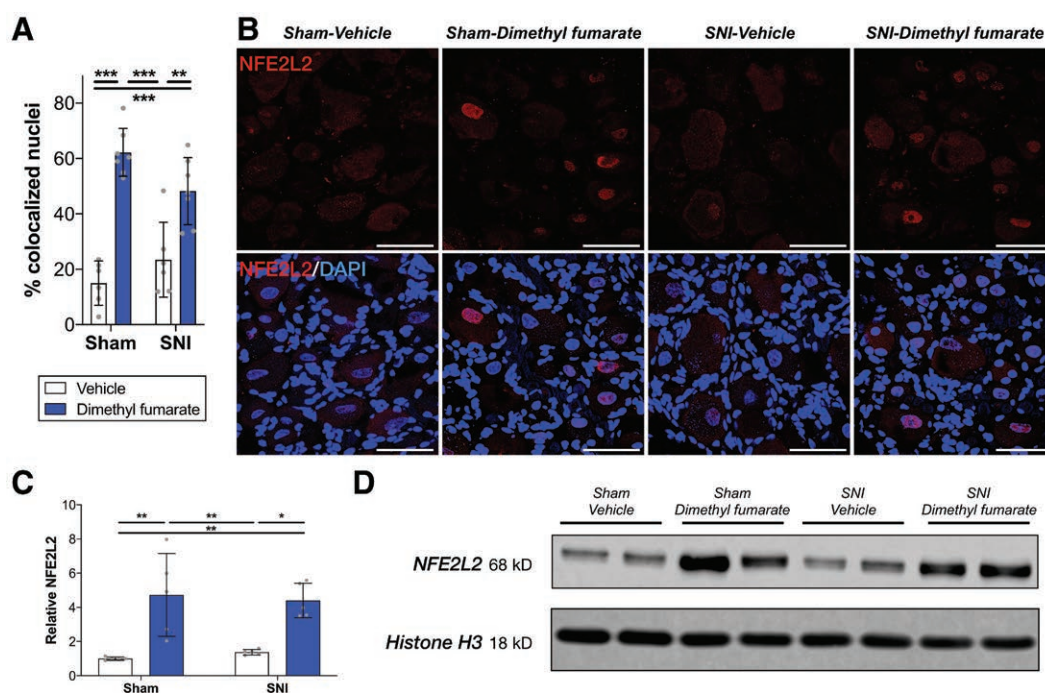 A
% colocalized nuclei
*** *** **
***
80
60
40
20
0
Sham SNI
Vehicle
Dimethyl fumarate
B
Sham-Vehicle Sham-Dimethyl fumarate SNI-Vehicle SNI-Dimethyl fumarate
NFE2L2
NFE2L2/DAPI
C
Relative NFE2L2
** ** *
**
10
8
6
4
2
0
Sham SNI
D
Sham Sham SNI SNI
Vehicle Dimethyl fumarate Vehicle Dimethyl fumarate
NFE2L2 68 kD
Histone H3 18 kD